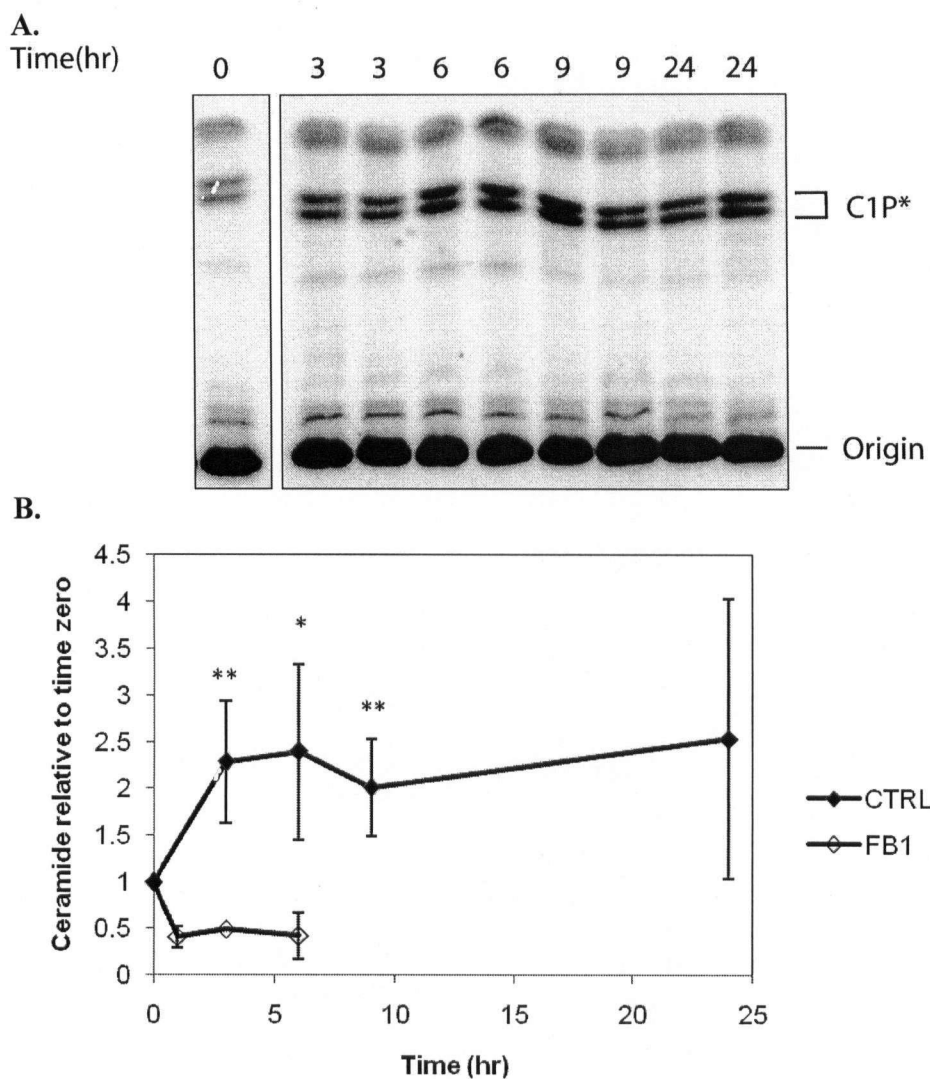 A.
Time(hr) 0 3 3 6 6 9 9 24 24
C1P*
Origin
B.
4.5
4
3.5
3
2.5
2
1.5
1
0.5
0
Ceramide relative to time zero
**
*
**
CTRL
FB1
0 5 10 15 20 25
Time (hr)